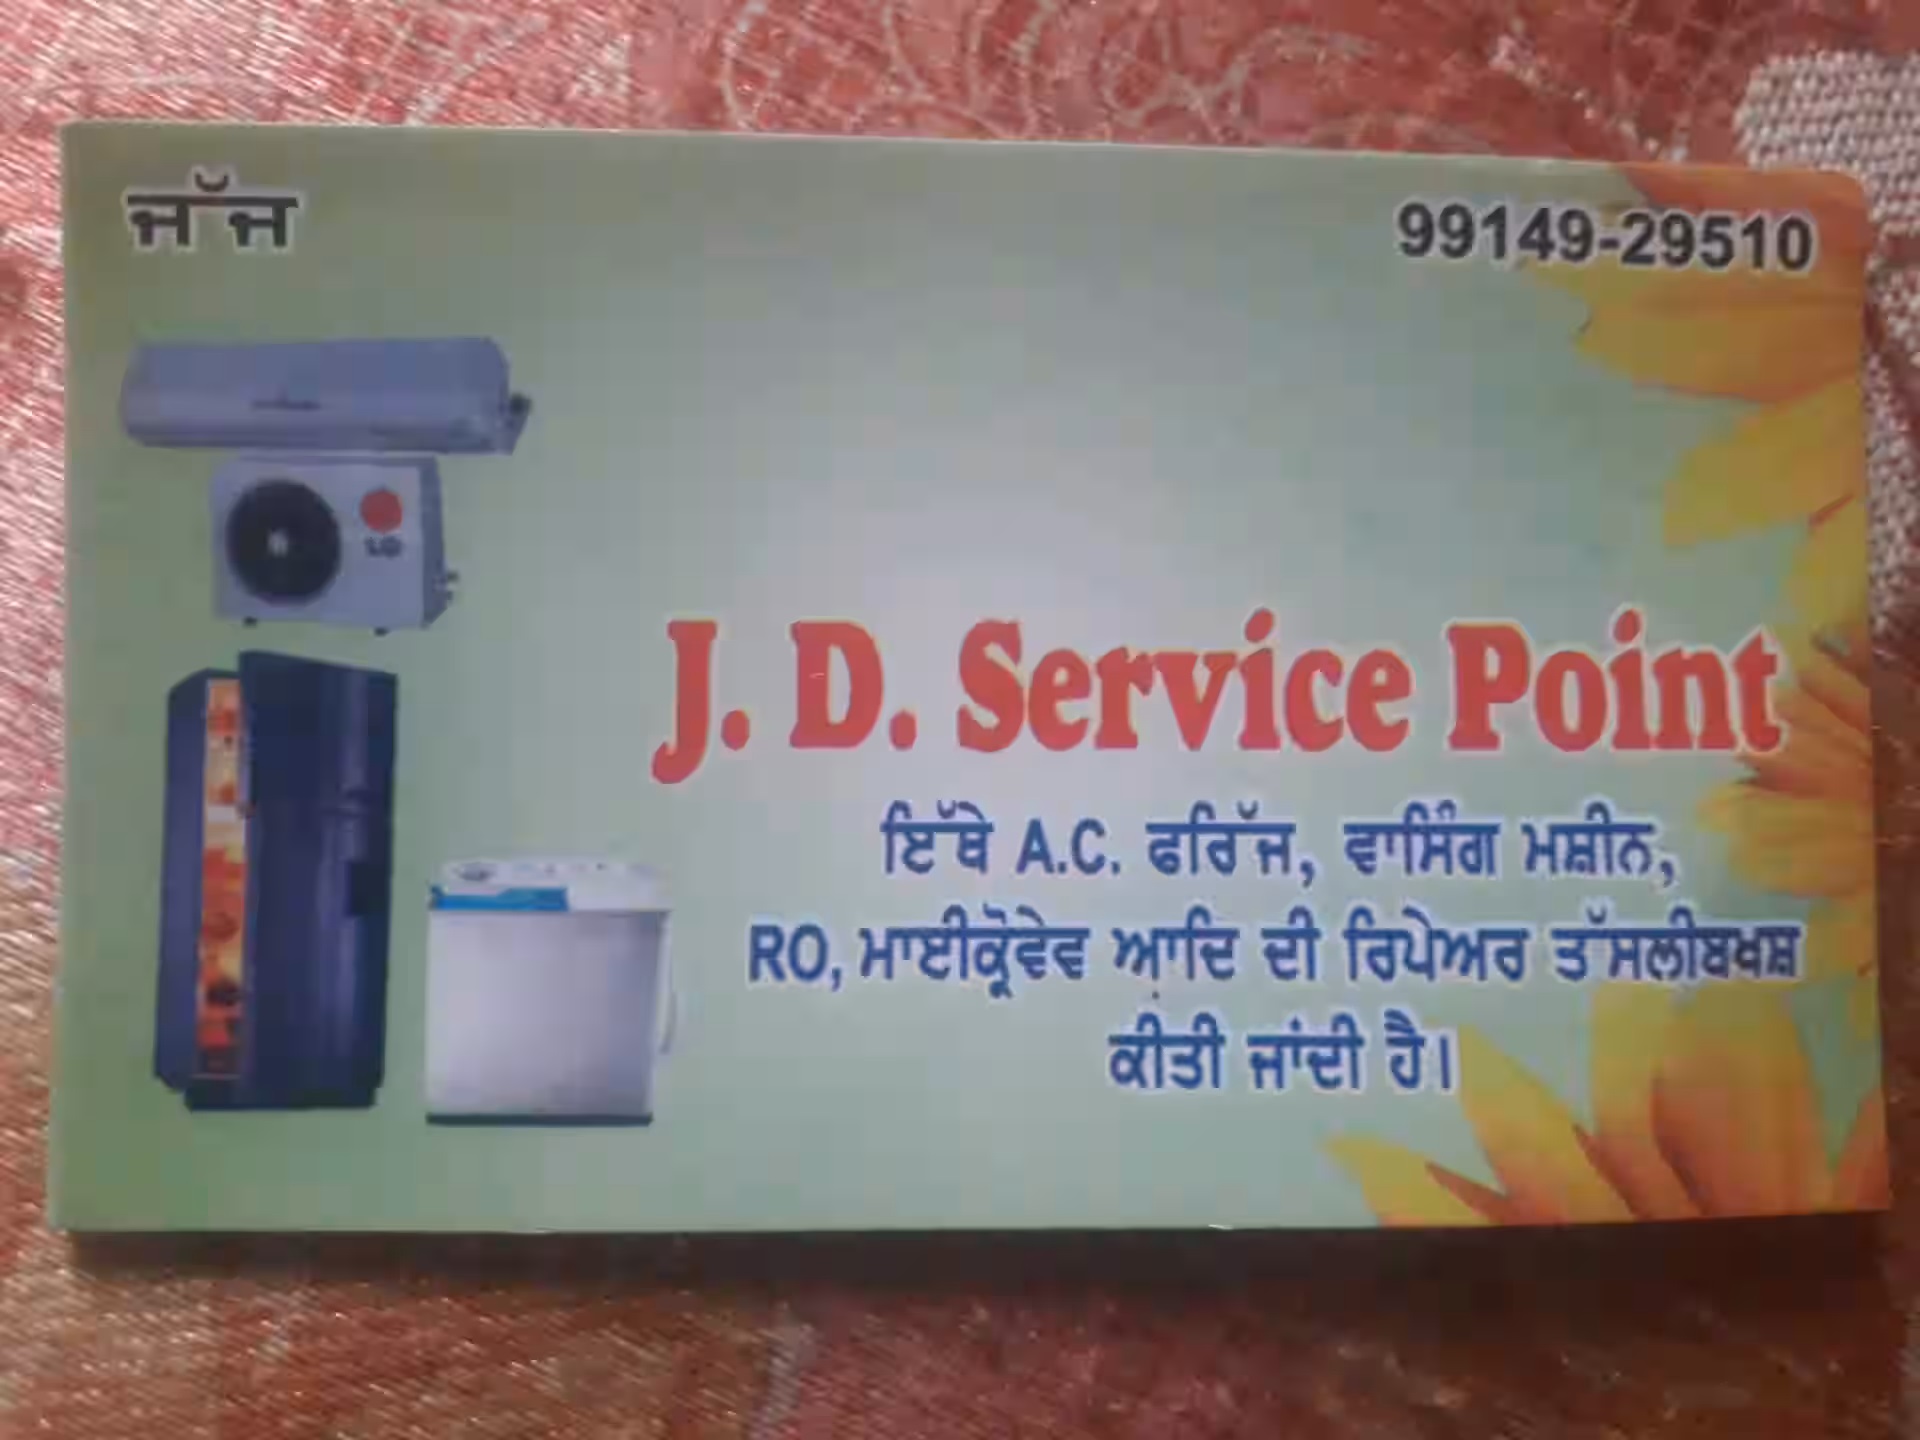 ਜੱਜ
99149-29510
LG
J. D. Service Point
ਇੱਥੇ A.C. ਫਰਿੱਜ, ਵਾਸਿੰਗ ਮਸ਼ੀਨ,
RO, ਮਾਈਕ੍ਰੋਵੇਵ ਆਦਿ ਦੀ ਰਿਪੇਅਰ ਤੱਸਲੀਬਖਸ਼
ਕੀਤੀ ਜਾਂਦੀ ਹੈ।